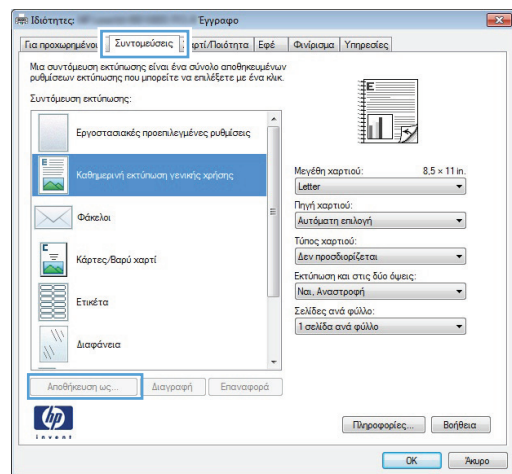 Ιδιότητες: Έγγραφο
Για προχωρημένοι Συντομεύσεις αρτί/Ποιότητα Εφέ Φινίρισμα Υπηρεσίες
Μια συντόμευση εκτύπωσης είναι ένα σύνολο αποθηκευμένων
ρυθμίσεων εκτύπωσης που μπορείτε να επιλέξετε με ένα κλικ.
Συντόμευση εκτύπωσης:
Εργοστασιακές προεπιλεγμένες ρυθμίσεις
Καθημερινή εκτύπωση γενικής χρήσης
Φάκελοι
Κάρτες/Βαρύ χαρτί
Ετικέτα
Διαφάνεια
Αποθήκευση ως... Διαγραφή Επαναφορά
Μεγέθη χαρτιού: 8,5 × 11 in.
Letter
Πηγή χαρτιού:
Αυτόματη επιλογή
Τύπος χαρτιού:
Δεν προσδιορίζεται
Εκτύπωση και στις δύο όψεις:
Ναι, Αναστροφή
Σελίδες ανά φύλλο:
1 σελίδα ανά φύλλο
hp
invent
Πληροφορίες... Βοήθεια
OK Άκυρο